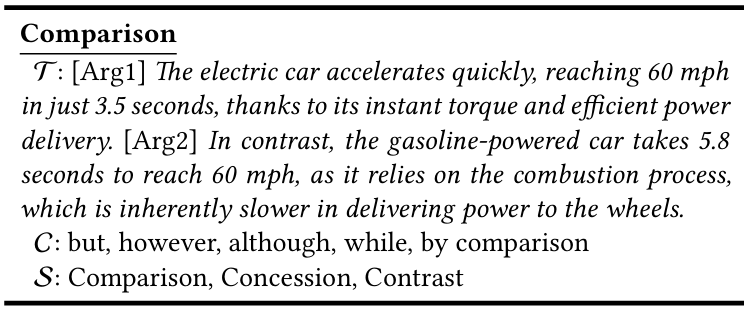 Comparison
𝒯: [Arg1] The electric car accelerates quickly, reaching 60 mph
in just 3.5 seconds, thanks to its instant torque and efficient power
delivery. [Arg2] In contrast, the gasoline-powered car takes 5.8
seconds to reach 60 mph, as it relies on the combustion process,
which is inherently slower in delivering power to the wheels.
𝒞: but, however, although, while, by comparison
𝒮: Comparison, Concession, Contrast